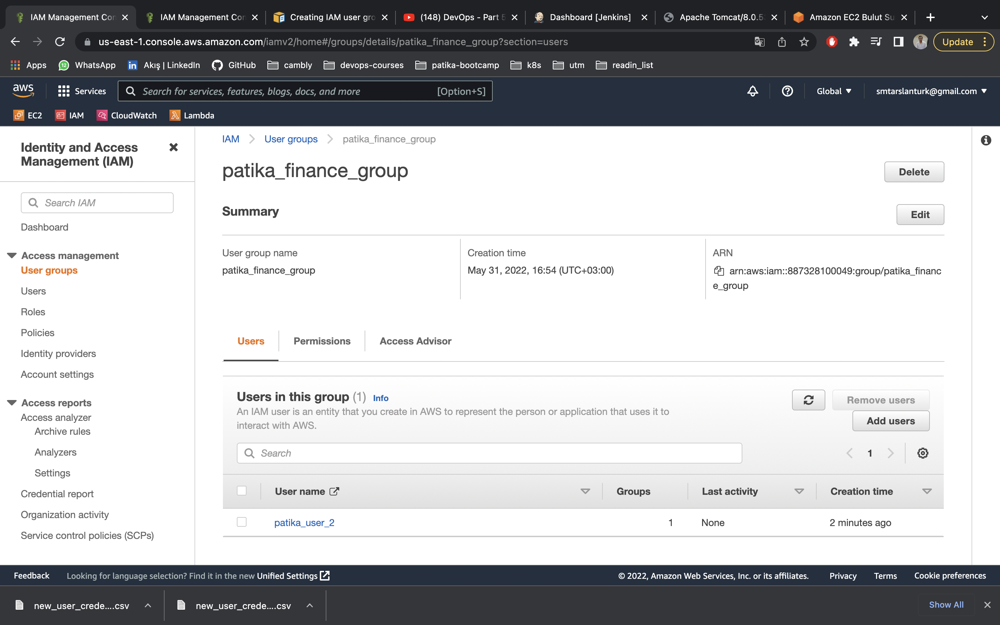 IAM Management Con
IAM Management Con
Creating IAM user gro
(148) DevOps - Part 5
Dashboard [Jenkins]
Apache Tomcat/8.0.5
Amazon EC2 Bulut Su
us-east-1.console.aws.amazon.com/iamv2/home#/groups/details/patika_finance_group?section=users
Update
Apps
12
WhatsApp
Akış | LinkedIn
GitHub
cambly
devops-courses
patika-bootcamp
k8s
utm
readin_list
aws
Services
Search for services, features, blogs, docs, and more
[Option+S]
Global
smtarslanturk@gmail.com
EC2
IAM
CloudWatch
Lambda
Identity and Access
Management (IAM)
Search IAM
Dashboard
Access management
User groups
Users
Roles
Policies
Identity providers
Account settings
Access reports
Access analyzer
Archive rules
Analyzers
Settings
Credential report
Organization activity
Service control policies (SCPs)
IAM
User groups
patika_finance_group
patika_finance_group
Delete
Summary
Edit
User group name
patika_finance_group
Creation time
May 31, 2022, 16:54 (UTC+03:00)
ARN
arn:aws:iam::887328100049:group/patika_financ
e_group
Users
Permissions
Access Advisor
Users in this group (1) Info
An IAM user is an entity that you create in AWS to represent the person or application that uses it to
interact with AWS.
Remove users
Add users
Search
1
User name
Groups
Last activity
Creation time
patika_user_2
1
None
2 minutes ago
Feedback
Looking for language selection? Find it in the new Unified Settings
© 2022, Amazon Web Services, Inc. or its affiliates.
Privacy
Terms
Cookie preferences
new_user_crede....csv
new_user_crede....csv
Show All